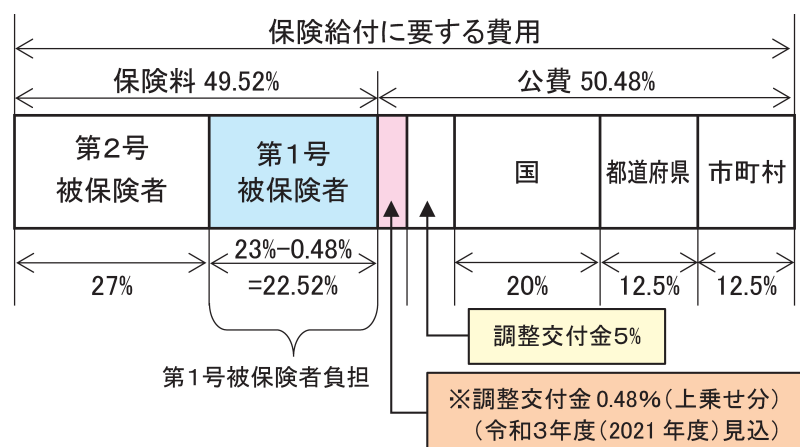 保険給付に要する費用
保険料 49.52%
公費 50.48%
第2号
被保険者
第1号
被保険者
国
都道府県
市町村
27%
23%−0.48%
=22.52%
20%
12.5%
12.5%
第1号被保険者負担
調整交付金5%
※調整交付金 0.48%(上乗せ分)
(令和3年度(2021 年度)見込)